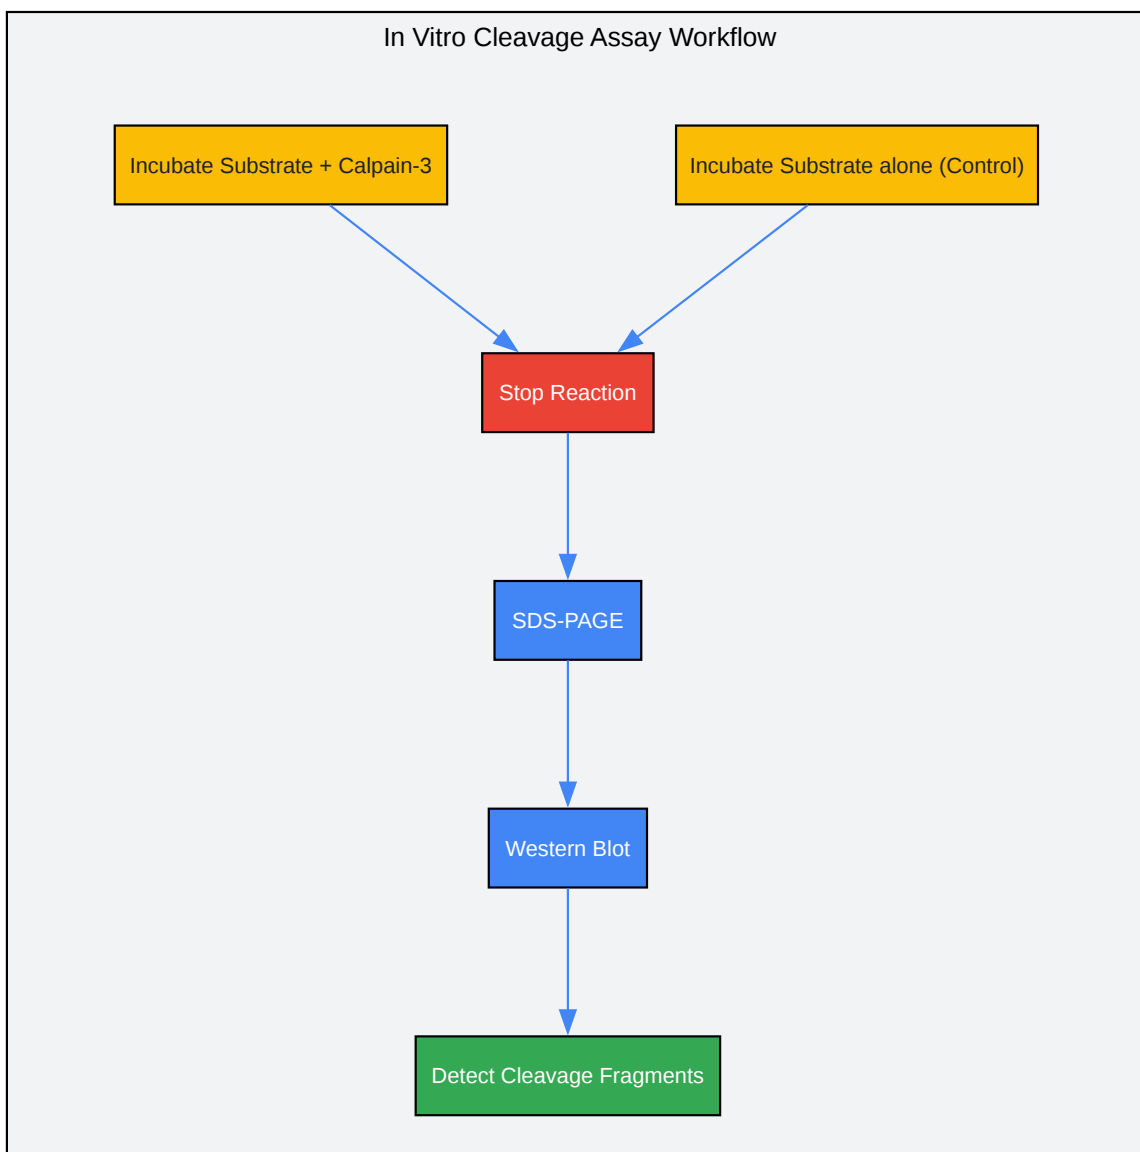 In Vitro Cleavage Assay Workflow
Incubate Substrate + Calpain-3
Incubate Substrate alone (Control)
Stop Reaction
SDS-PAGE
Western Blot
Detect Cleavage Fragments